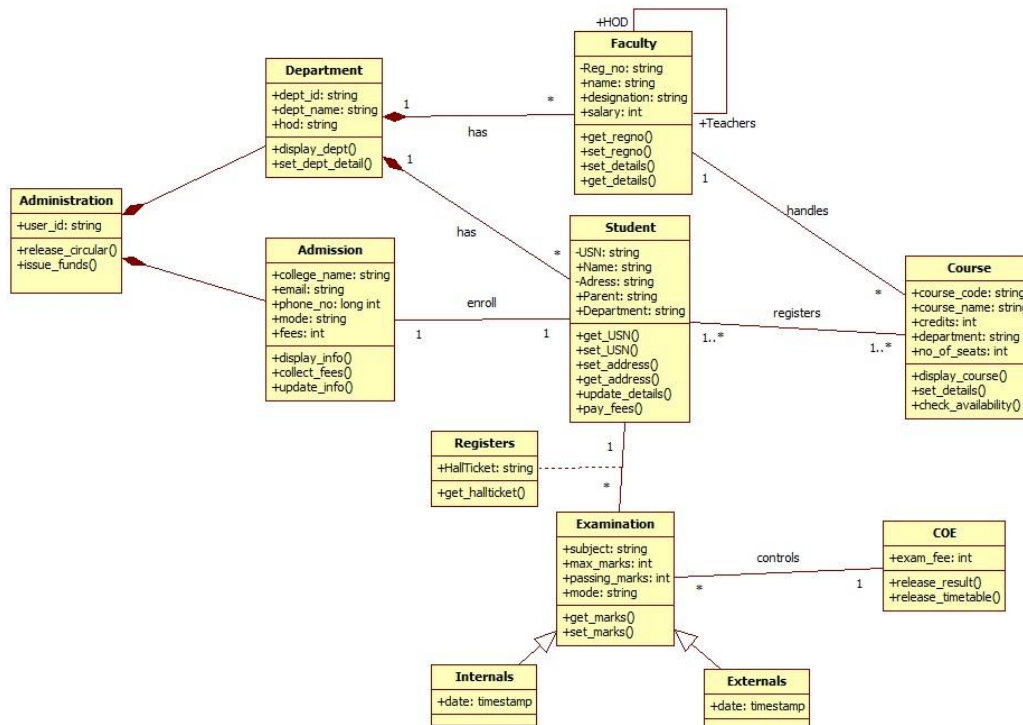 +HOD
Faculty
-Reg_no: string
+name: string
+designation: string
+salary: int
+get_regno()
+set_regno()
+set_details()
+get_details()
+Teachers
Department
+dept_id: string
+dept_name: string
+hod: string
+display_dept()
+set_dept_detail()
1
*
has
1
has
*
1
handles
*
Administration
+user_id: string
+release_circular()
+issue_funds()
Admission
+college_name: string
+email: string
+phone_no: long int
+mode: string
+fees: int
+display_info()
+collect_fees()
+update_info()
enroll
1
1
Student
-USN: string
+Name: string
-Adress: string
+Parent: string
+Department: string
+get_USN()
+set_USN()
+set_address()
+get_address()
+update_details()
+pay_fees()
registers
1..*
1..*
Course
+course_code: string
+course_name: string
+credits: int
+department: string
+no_of_seats: int
+display_course()
+set_details()
+check_availability()
Registers
+HallTicket: string
+get_hallticket()
1
*
Examination
+subject: string
+max_marks: int
+passing_marks: int
+mode: string
+get_marks()
+set_marks()
controls
*
1
COE
+exam_fee: int
+release_result()
+release_timetable()
Internals
+date: timestamp
Externals
+date: timestamp